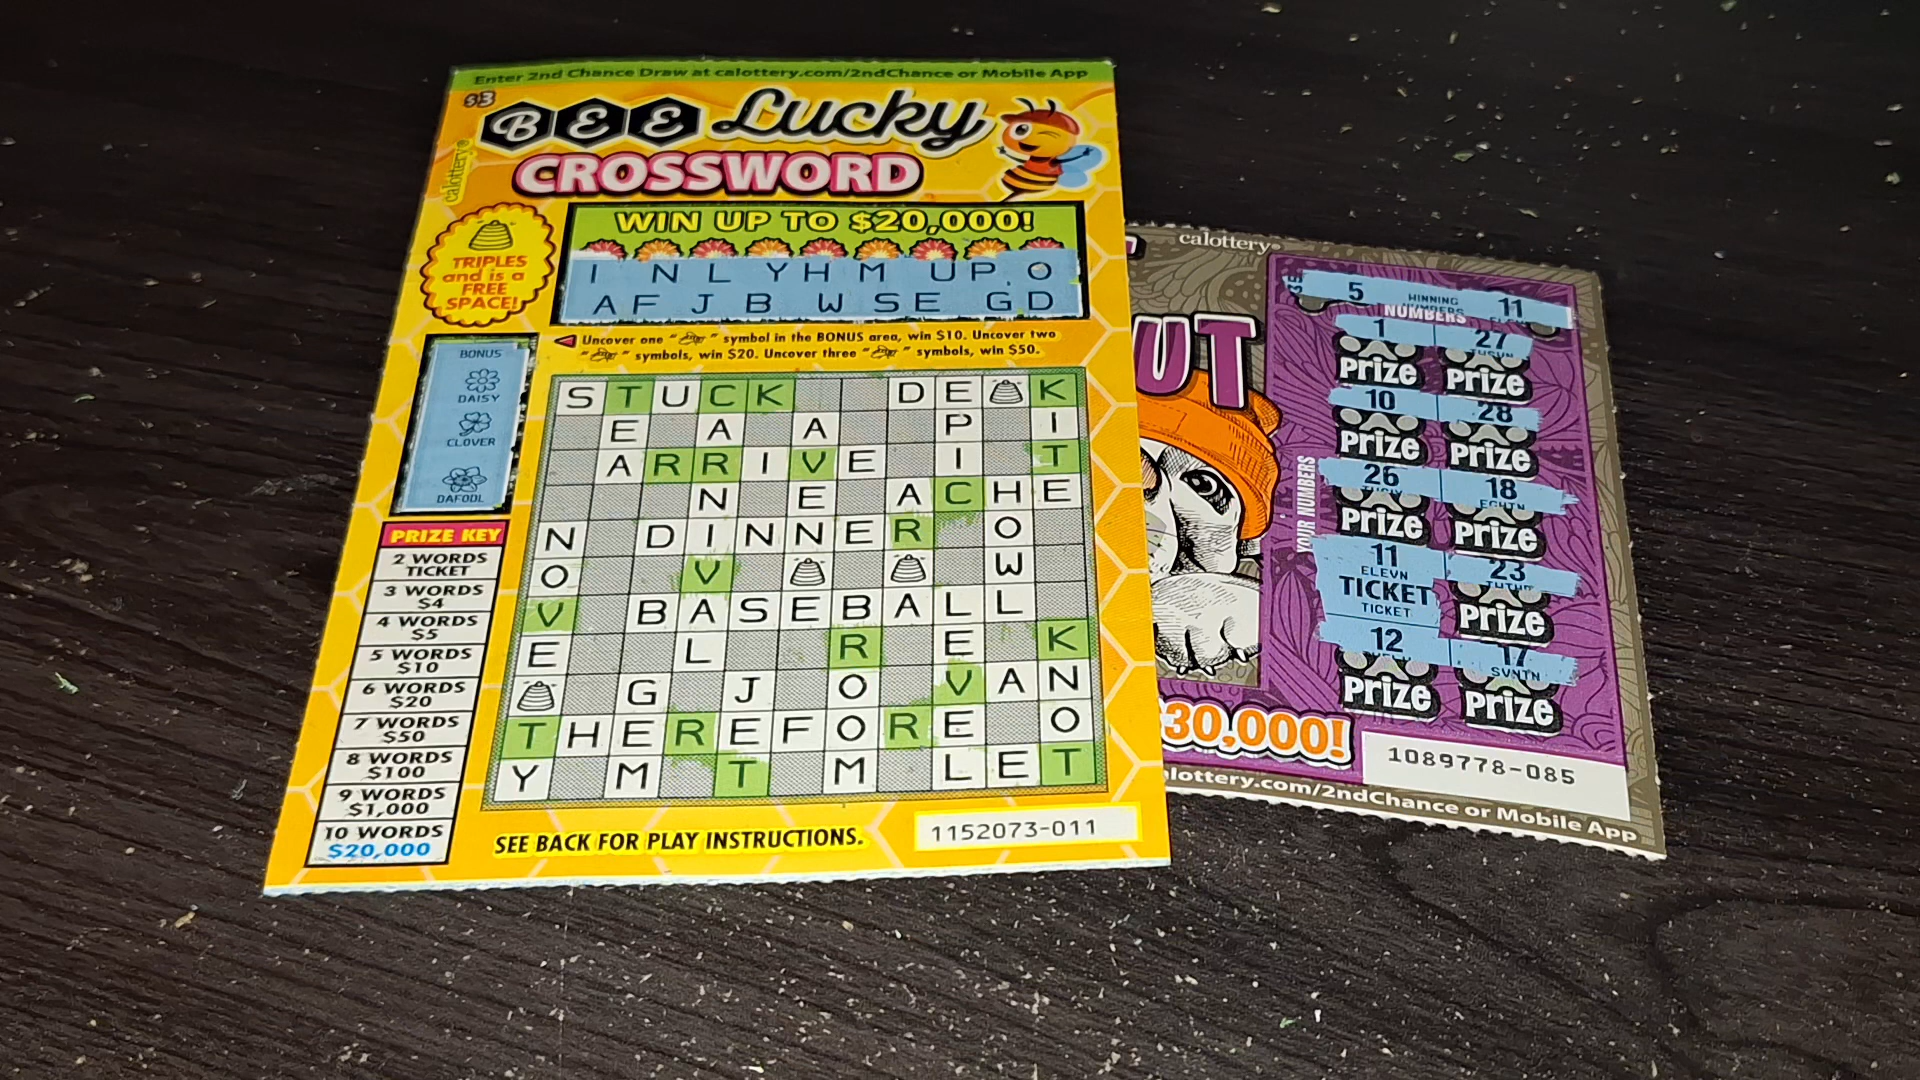 Enter 2nd Chance Draw at calottery.com/2ndChance or Mobile App
$3
BEE Lucky
CROSSWORD
calottery®
TRIPLES
and is a
FREE
SPACE!
WIN UP TO $20,000!
I N L Y H M U P O
A F J B W S E G D
Uncover one " " symbol in the BONUS area, win $10. Uncover two
" " symbols, win $20. Uncover three " " symbols, win $50.
BONUS
DAISY
CLOVER
DAFODL
PRIZE KEY
2 WORDS
TICKET
3 WORDS
$4
4 WORDS
$5
5 WORDS
$10
6 WORDS
$20
7 WORDS
$50
8 WORDS
$100
9 WORDS
$1,000
10 WORDS
$20,000
S T U C K D E K
E A A P I
A R R I V E I T
N E A C H E
N D I N N E R O
O V W
V B A S E B A L L
E L R E K
G J O V A N
T H E R E F O R E E O
Y M T M L E T
SEE BACK FOR PLAY INSTRUCTIONS.
1152073-011
calottery®
UT
5 WINNING NUMBERS 11
YOUR NUMBERS
1 27
Prize Prize
10 28
Prize Prize
26 18
Prize Prize
11 23
ELEVN
TICKET
TICKET
Prize
12 17
SVNTN
Prize Prize
30,000!
1089778-085
alottery.com/2ndChance or Mobile App